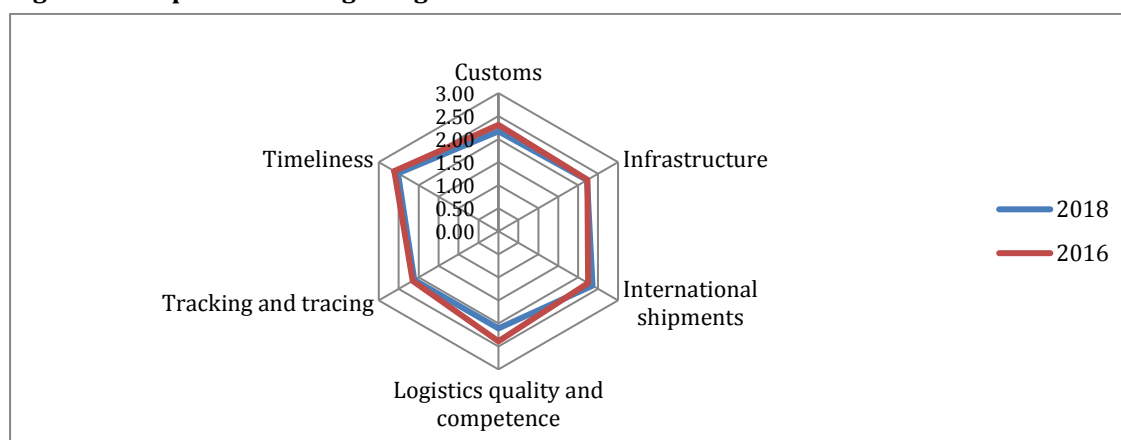 Customs
3.00
2.50
2.00
1.50
1.00
0.50
0.00
Timeliness
Infrastructure
Tracking and tracing
International
shipments
Logistics quality and
competence
2018
2016